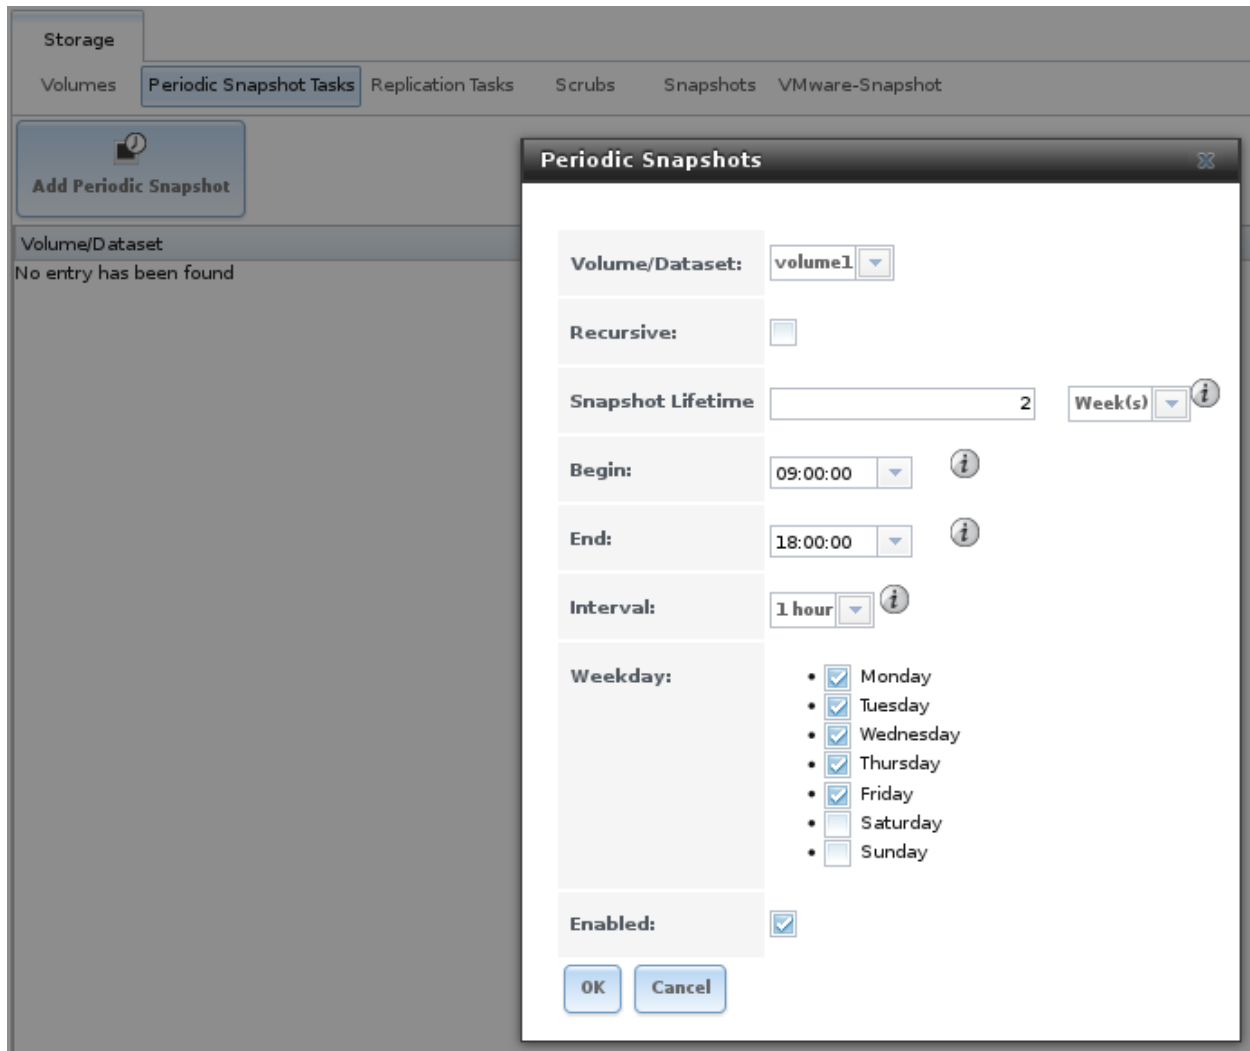 Storage
Volumes Periodic Snapshot Tasks Replication Tasks Scrubs Snapshots VMware-Snapshot
Add Periodic Snapshot
Volume/Dataset
No entry has been found
Periodic Snapshots
Volume/Dataset: volume1
Recursive:
Snapshot Lifetime 2 Week(s) i
Begin: 09:00:00 i
End: 18:00:00 i
Interval: 1 hour i
Weekday:
• Monday
• Tuesday
• Wednesday
• Thursday
• Friday
• Saturday
• Sunday
Enabled:
OK Cancel